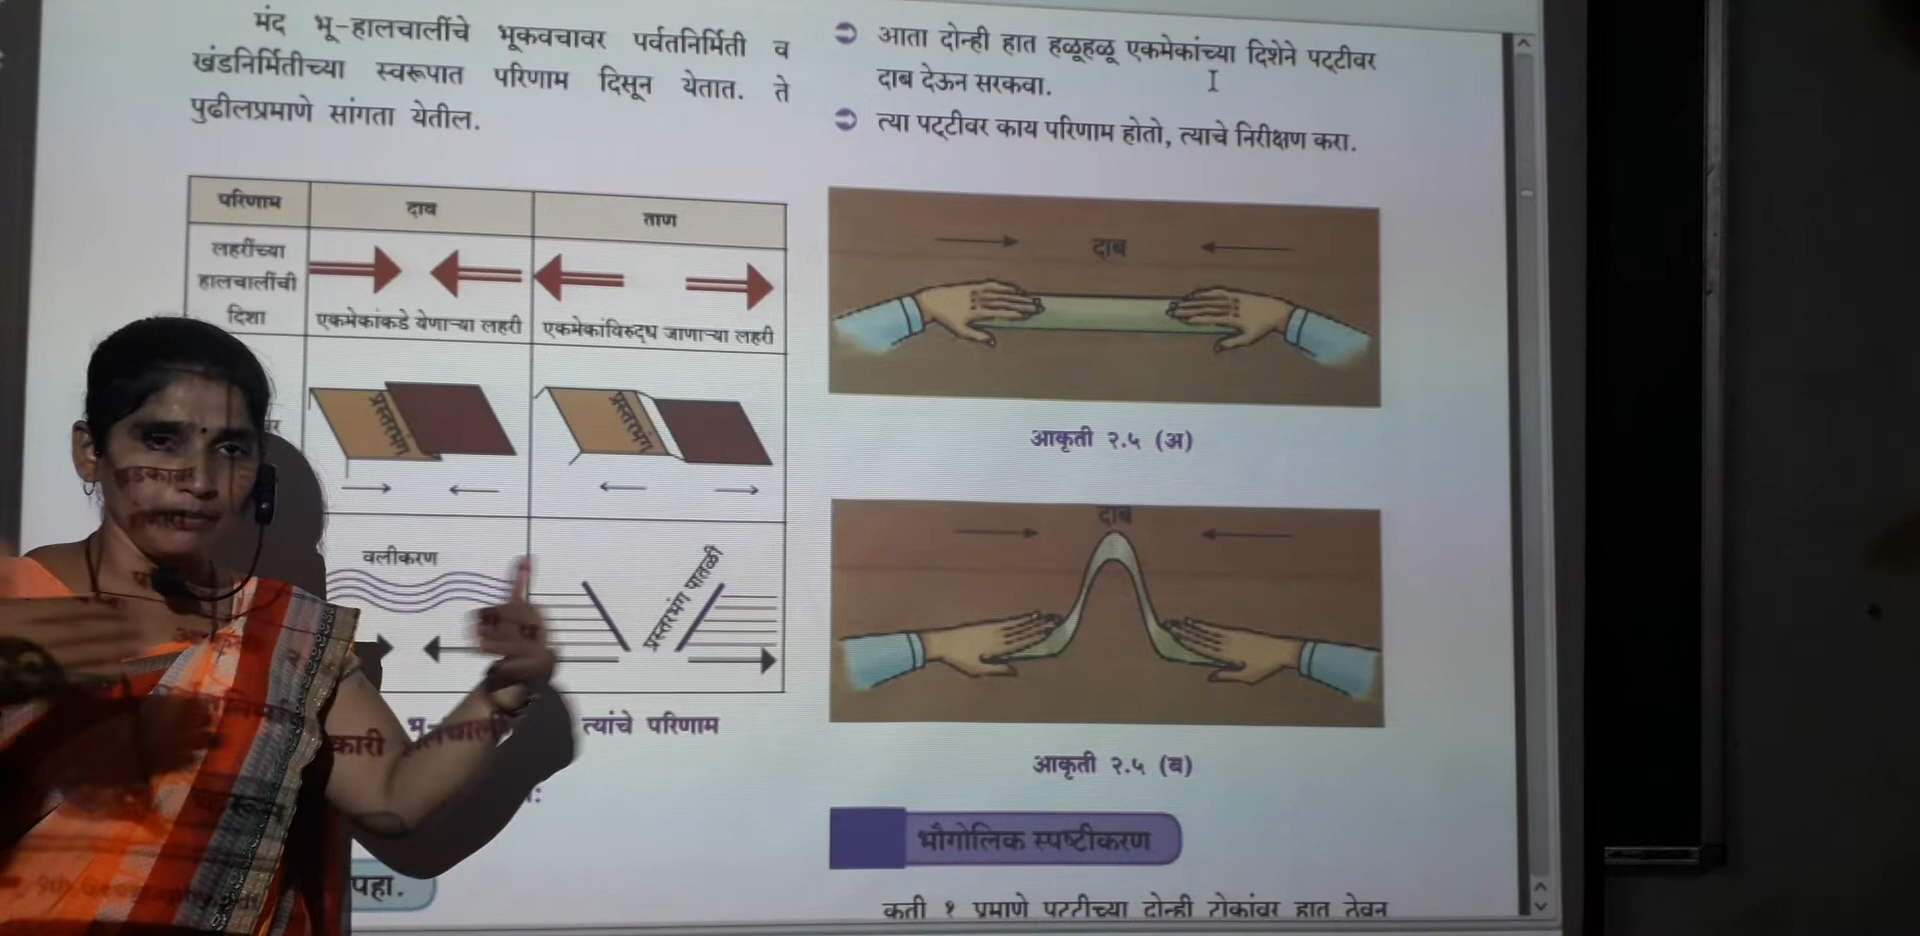 मंद भू-हालचालींचे भूकवचावर पर्वतनिर्मिती व
खंडनिर्मितीच्या स्वरूपात परिणाम दिसून येतात. ते
पुढीलप्रमाणे सांगता येतील.
परिणाम
दाब
ताण
लहरींच्या
हालचालींची
दिशा
एकमेकांकडे येणाऱ्या लहरी
एकमेकांविरुद्ध जाणाऱ्या लहरी
प्रस्तरभंग
प्रस्तरभंग
वलीकरण
प्रस्तरभंग पातळी
कारी
त्यांचे परिणाम
पहा.
आता दोन्ही हात हळूहळू एकमेकांच्या दिशेने पट्टीवर
दाब देऊन सरकवा.
त्या पट्टीवर काय परिणाम होतो, त्याचे निरीक्षण करा.
दाब
आकृती २.५ (अ)
दाब
आकृती २.५ (ब)
भौगोलिक स्पष्टीकरण
कृती १ प्रमाणे पट्टीच्या दोन्ही टोकांवर हात ठेवून